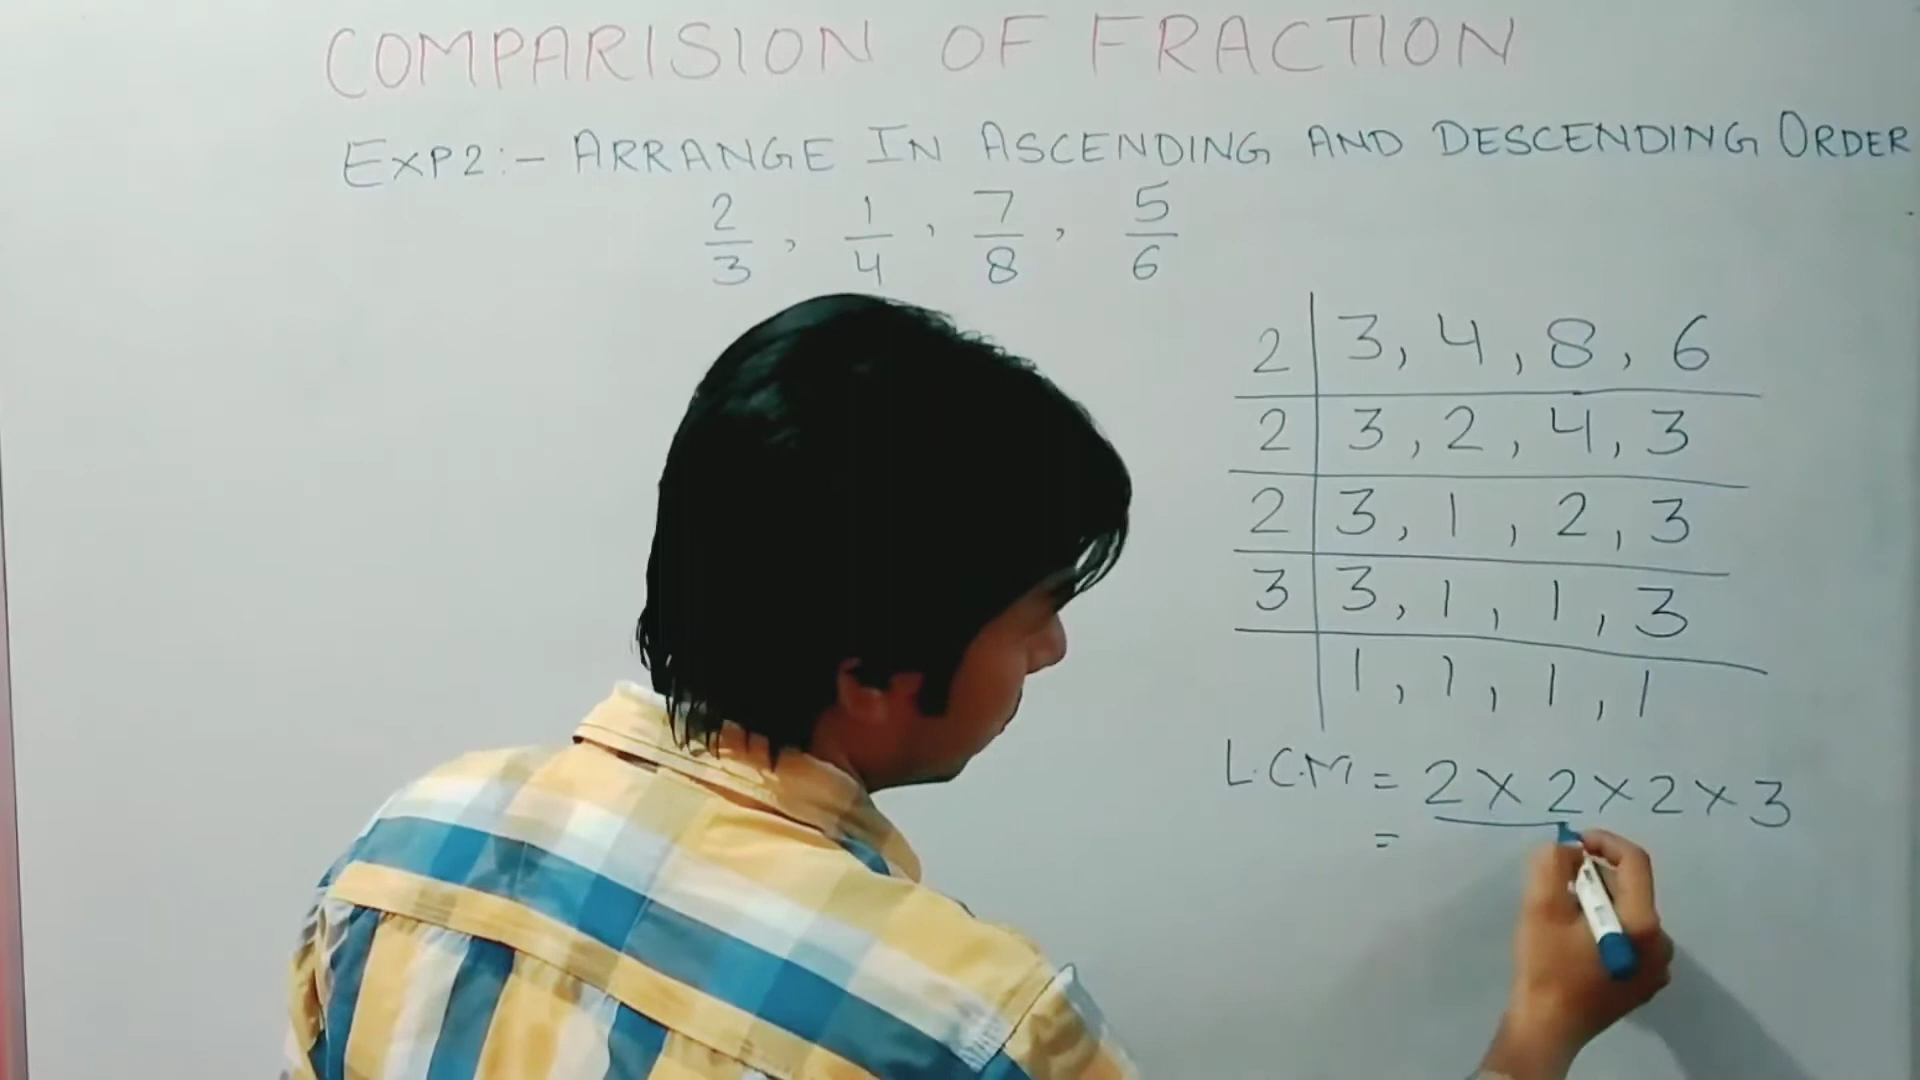 COMPARISION OF FRACTION
EXP2:- ARRANGE IN ASCENDING AND DESCENDING ORDER
2/3, 1/4, 7/8, 5/6
2 | 3, 4, 8, 6
2 | 3, 2, 4, 3
2 | 3, 1, 2, 3
3 | 3, 1, 1, 3
| 1, 1, 1, 1
L.C.M = 2 × 2 × 2 × 3
=